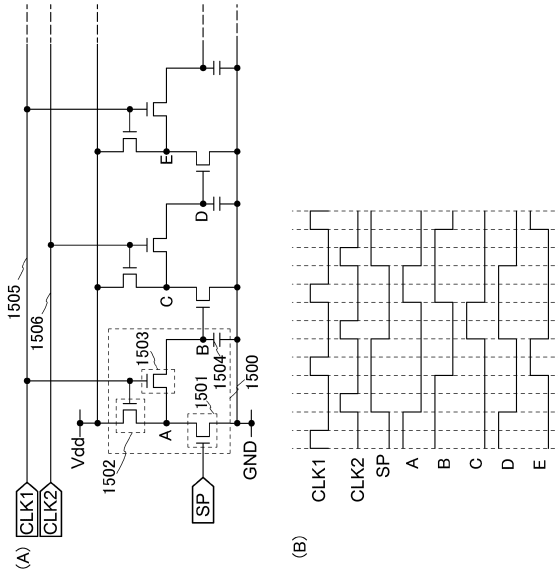 (A)
CLK1
CLK2
1505
1506
Vdd
1502
1503
A
B
1504
1501
1500
SP
GND
C
D
E
(B)
CLK1
CLK2
SP
A
B
C
D
E